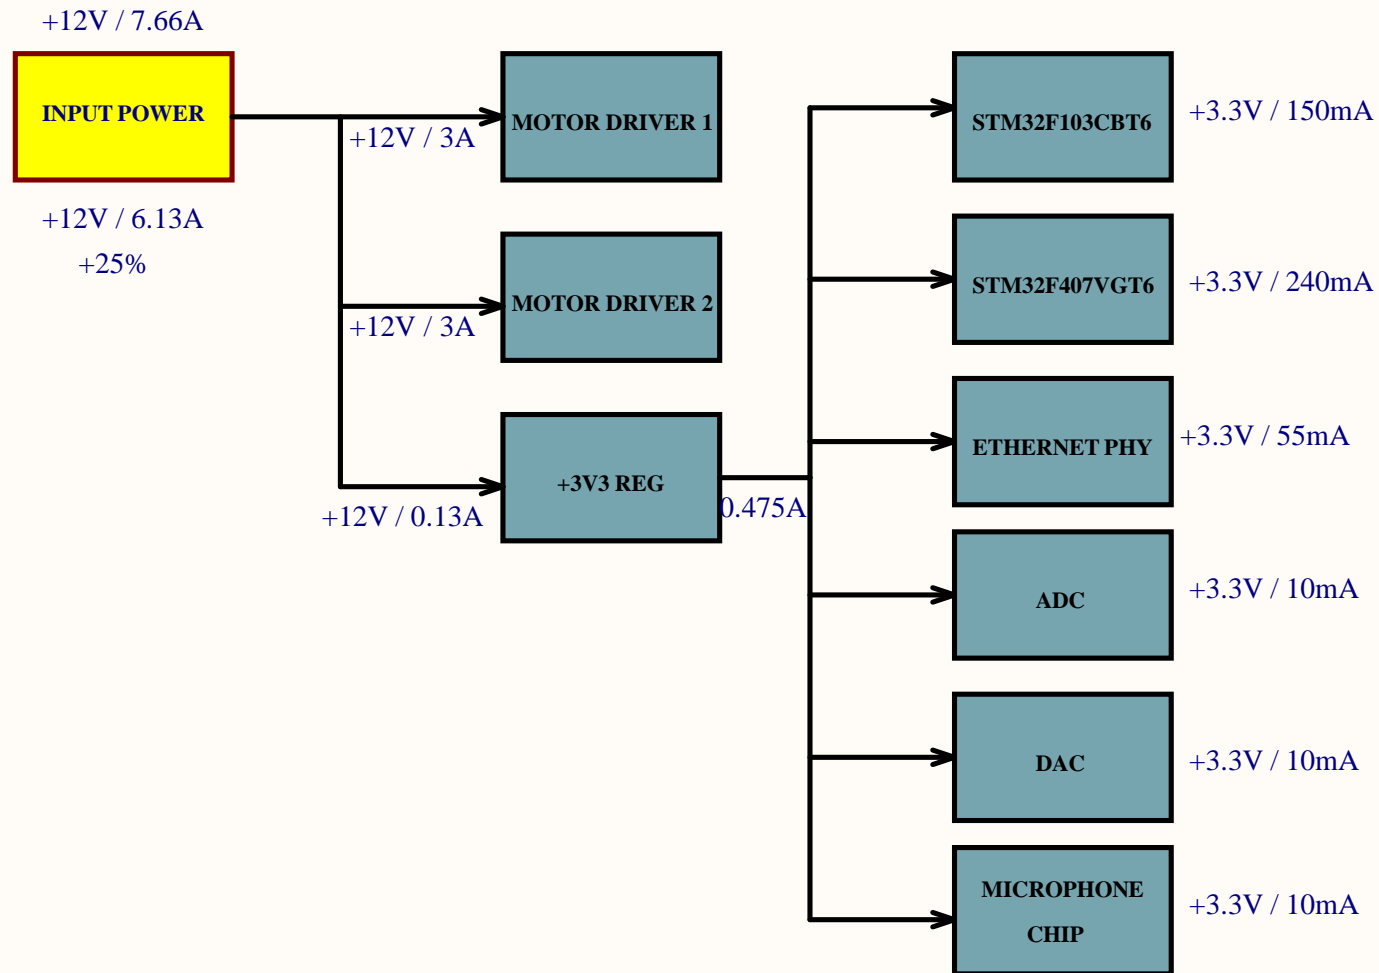 +12V / 7.66A
INPUT POWER
+12V / 6.13A
+25%
+12V / 3A
MOTOR DRIVER 1
+12V / 3A
MOTOR DRIVER 2
+12V / 0.13A
+3V3 REG
0.475A
STM32F103CBT6
+3.3V / 150mA
STM32F407VGT6
+3.3V / 240mA
ETHERNET PHY
+3.3V / 55mA
ADC
+3.3V / 10mA
DAC
+3.3V / 10mA
MICROPHONE
CHIP
+3.3V / 10mA